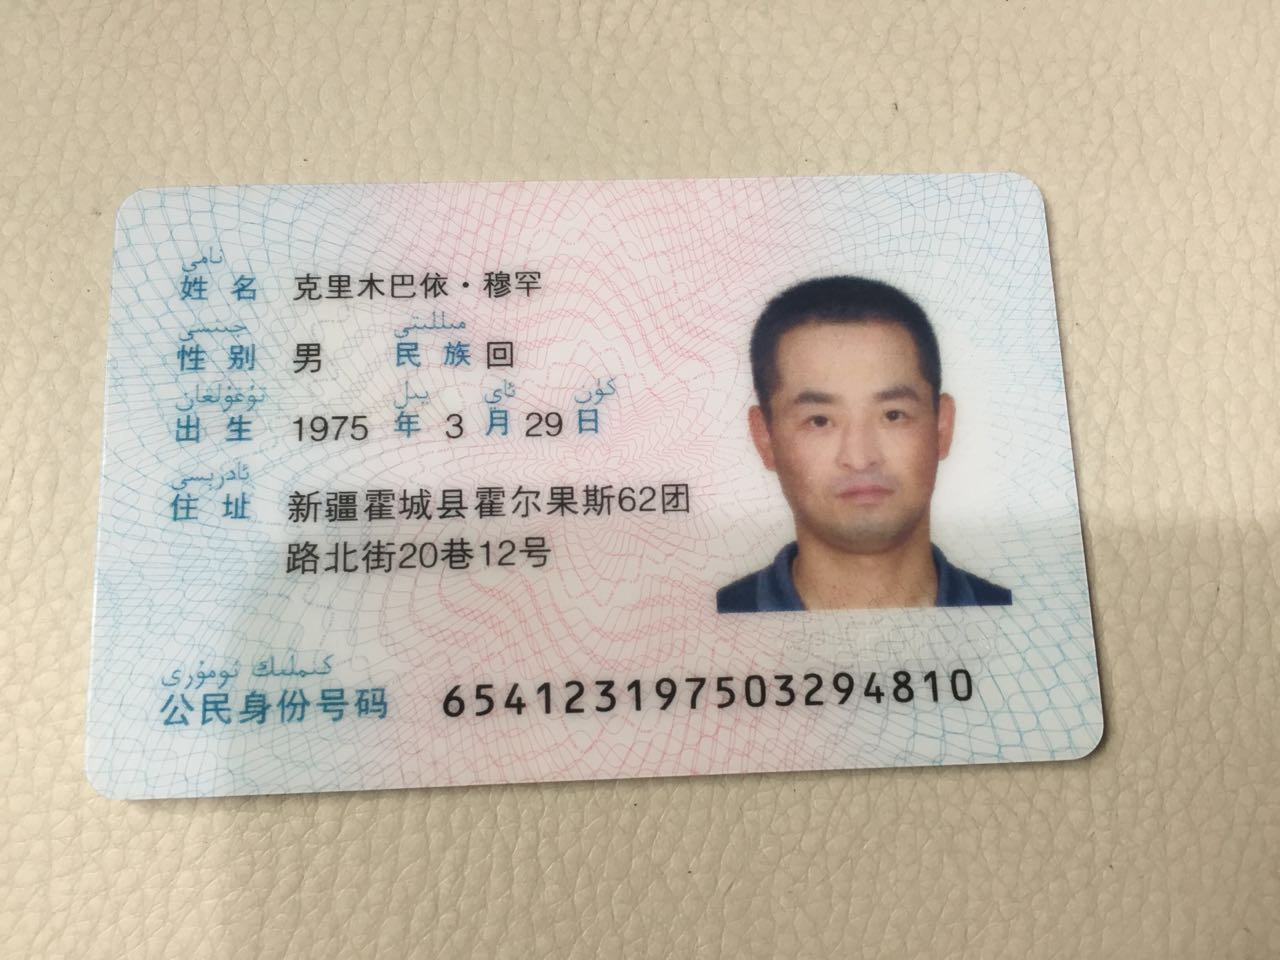 نامى
姓 名 克里木巴依·穆罕
جىنسى مىللىتى
性 别 男 民 族 回
تۇغۇلغان يىل ئاي كۈن
出 生 1975 年 3 月 29 日
ئادرېسى
住 址 新疆霍城县霍尔果斯62团
路北街20巷12号
كىملىك نومۇرى
公民身份号码 654123197503294810